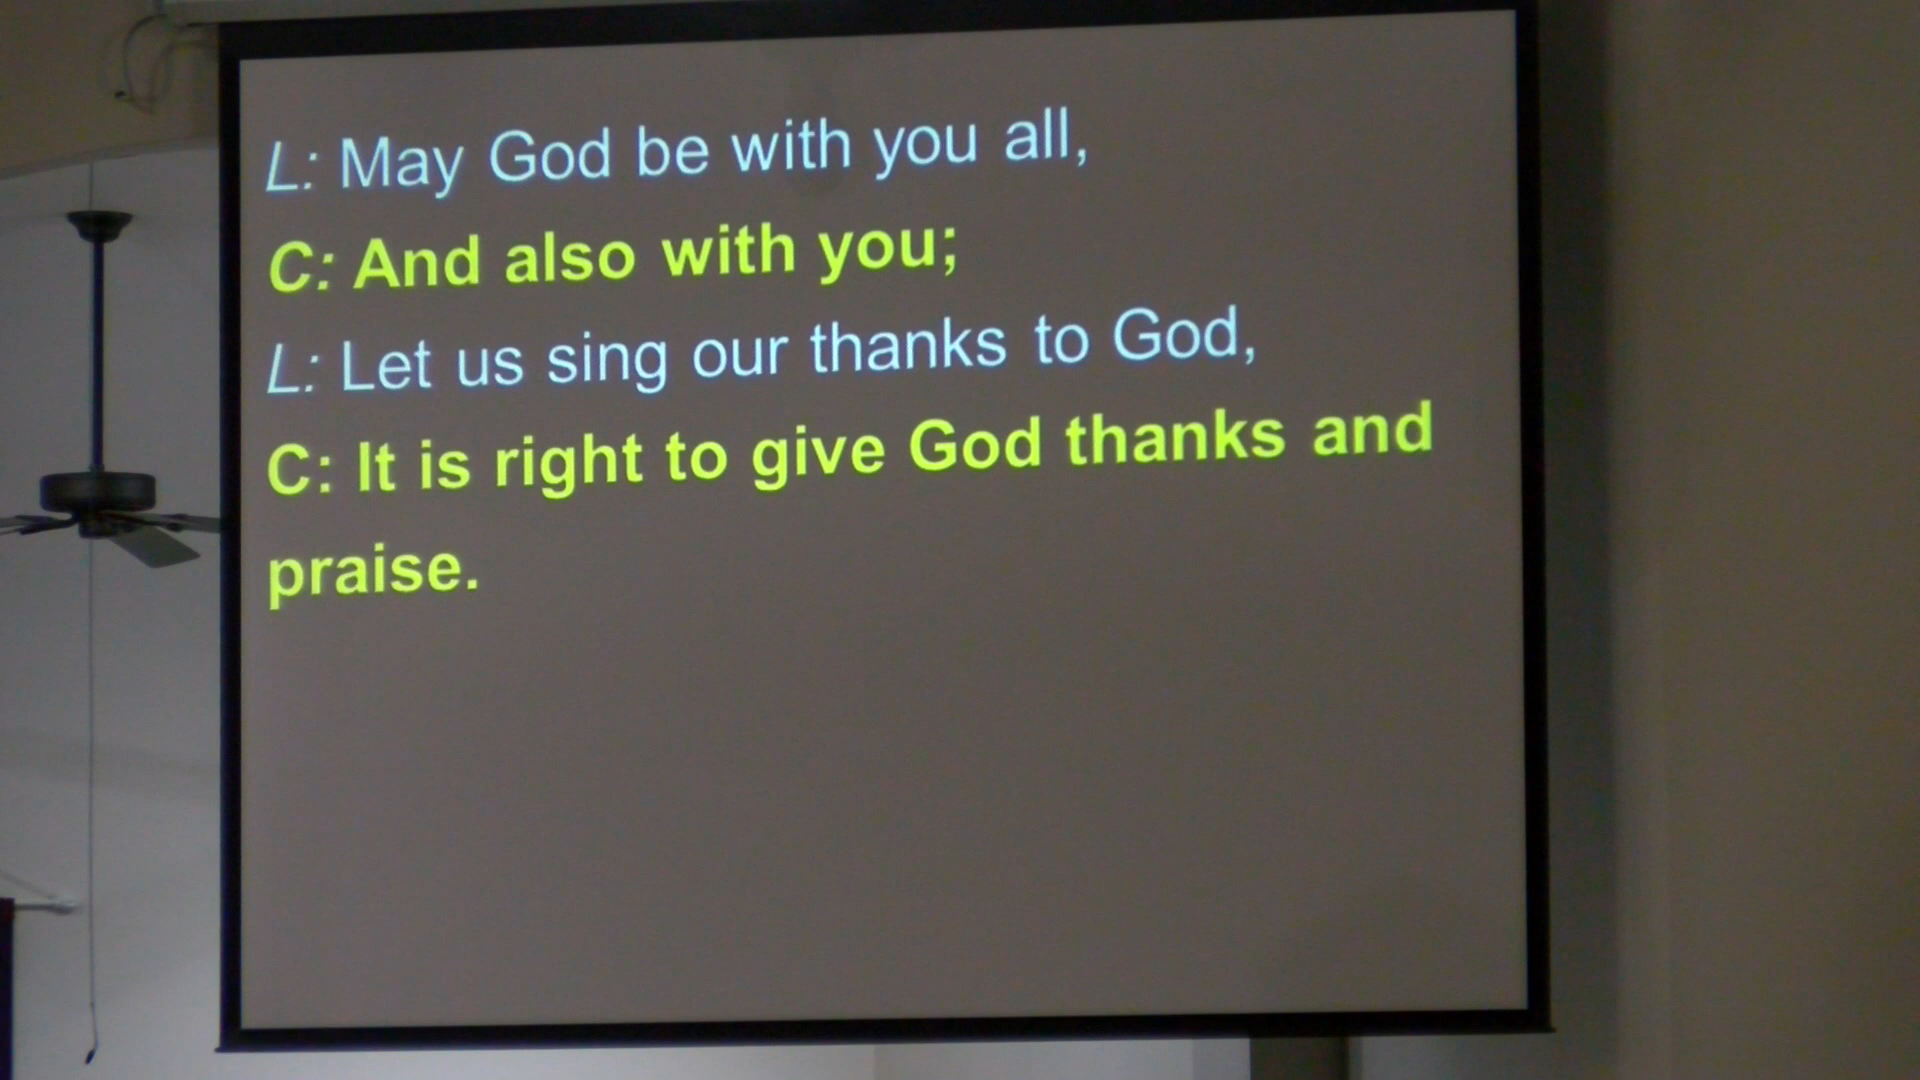 L: May God be with you all,
C: And also with you;
L: Let us sing our thanks to God,
C: It is right to give God thanks and
praise.